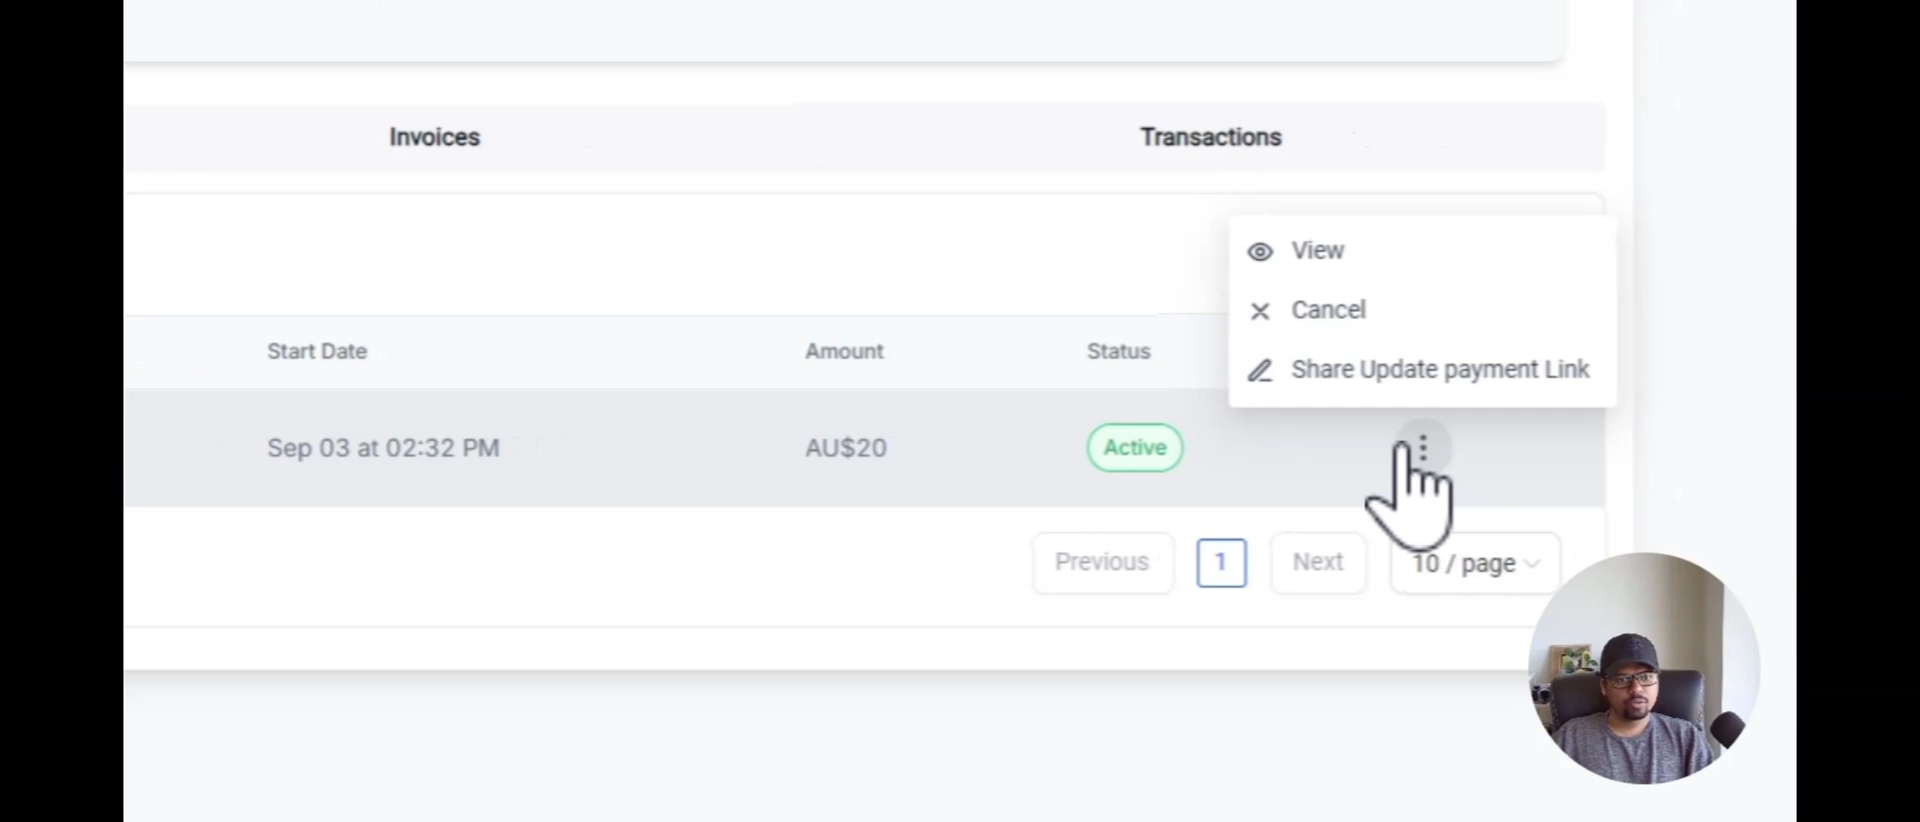 Invoices Transactions
View
Cancel
Share Update payment Link
Start Date Amount Status
Sep 03 at 02:32 PM AU$20 Active
Previous 1 Next 10 / page